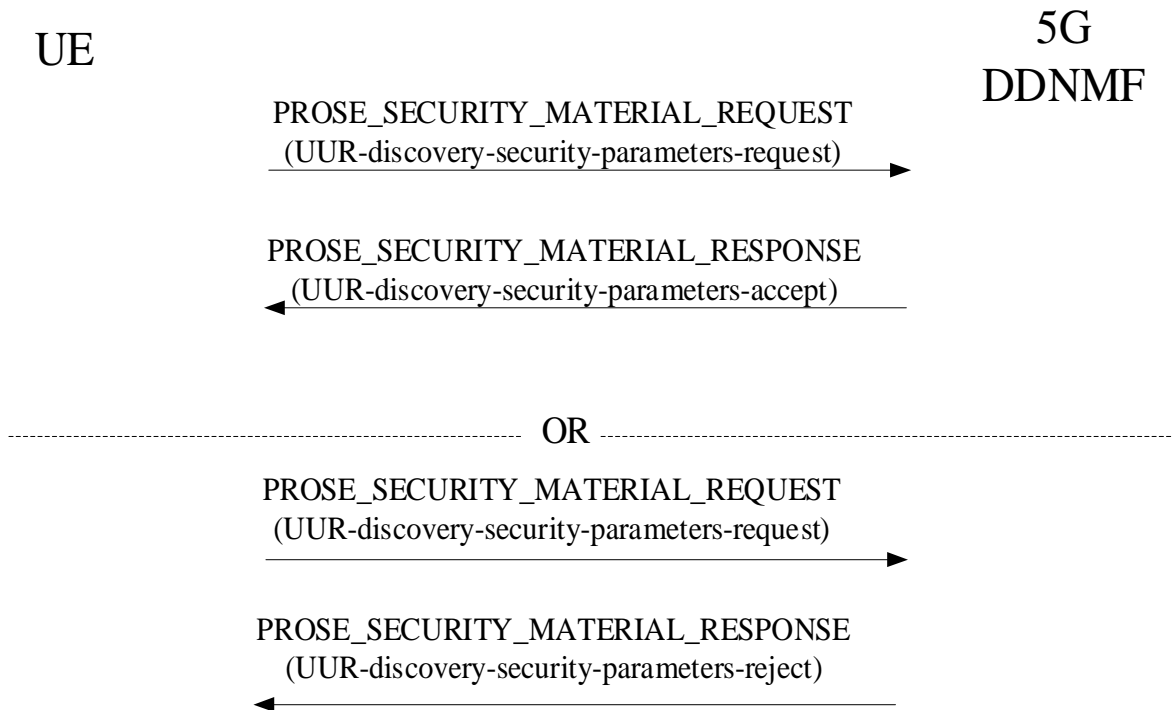 UE
5G
DDNMF
PROSE_SECURITY_MATERIAL_REQUEST
(UUR-discovery-security-parameters-request)
PROSE_SECURITY_MATERIAL_RESPONSE
(UUR-discovery-security-parameters-accept)
OR
PROSE_SECURITY_MATERIAL_REQUEST
(UUR-discovery-security-parameters-request)
PROSE_SECURITY_MATERIAL_RESPONSE
(UUR-discovery-security-parameters-reject)